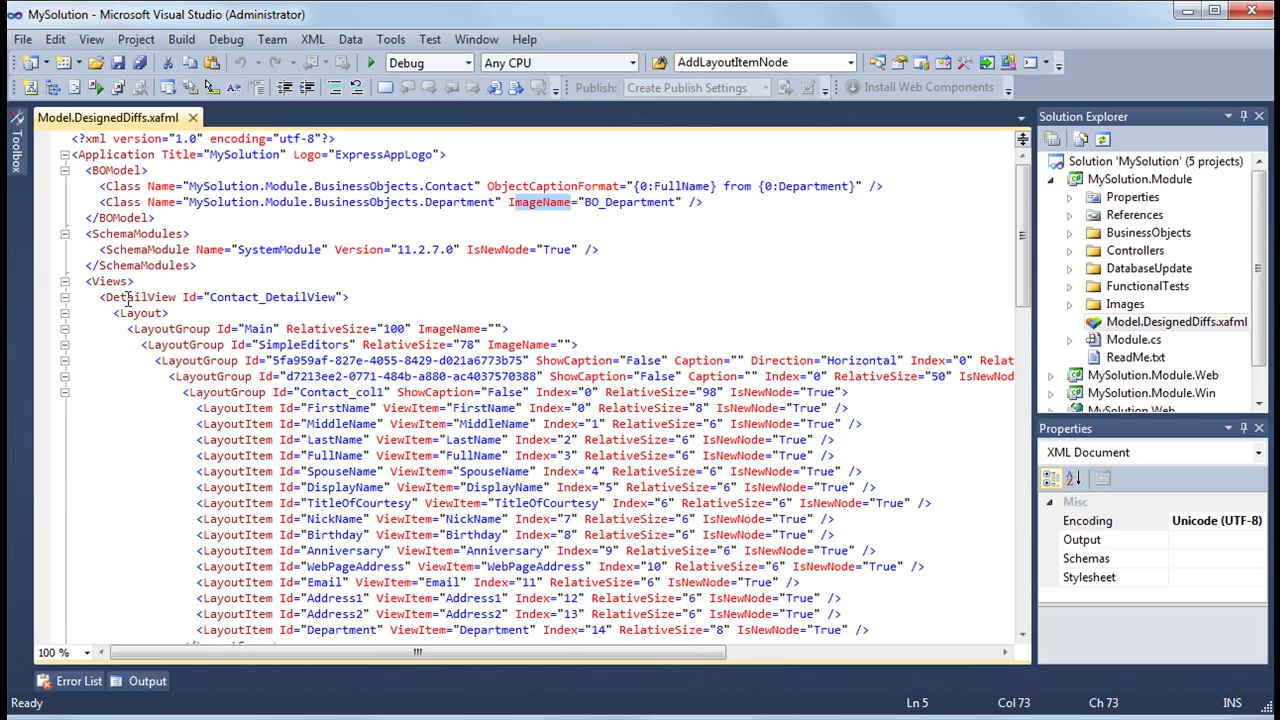 MySolution - Microsoft Visual Studio (Administrator)
File Edit View Project Build Debug Team XML Data Tools Test Window Help
Debug Any CPU AddLayoutItemNode
Publish: Create Publish Settings Install Web Components
Toolbox
Model.DesignedDiffs.xafml
<?xml version="1.0" encoding="utf-8"?>
<Application Title="MySolution" Logo="ExpressAppLogo">
<BOModel>
<Class Name="MySolution.Module.BusinessObjects.Contact" ObjectCaptionFormat="{0:FullName} from {0:Department}" />
<Class Name="MySolution.Module.BusinessObjects.Department" ImageName="BO_Department" />
</BOModel>
<SchemaModules>
<SchemaModule Name="SystemModule" Version="11.2.7.0" IsNewNode="True" />
</SchemaModules>
<Views>
<DetailView Id="Contact_DetailView">
<Layout>
<LayoutGroup Id="Main" RelativeSize="100" ImageName="">
<LayoutGroup Id="SimpleEditors" RelativeSize="78" ImageName="">
<LayoutGroup Id="5fa959af-827e-4055-8429-d021a6773b75" ShowCaption="False" Caption="" Direction="Horizontal" Index="0" Relat
<LayoutGroup Id="d7213ee2-0771-484b-a880-ac4037570388" ShowCaption="False" Caption="" Index="0" RelativeSize="50" IsNewNod
<LayoutGroup Id="Contact_col1" ShowCaption="False" Index="0" RelativeSize="98" IsNewNode="True">
<LayoutItem Id="FirstName" ViewItem="FirstName" Index="0" RelativeSize="8" IsNewNode="True" />
<LayoutItem Id="MiddleName" ViewItem="MiddleName" Index="1" RelativeSize="6" IsNewNode="True" />
<LayoutItem Id="LastName" ViewItem="LastName" Index="2" RelativeSize="6" IsNewNode="True" />
<LayoutItem Id="FullName" ViewItem="FullName" Index="3" RelativeSize="6" IsNewNode="True" />
<LayoutItem Id="SpouseName" ViewItem="SpouseName" Index="4" RelativeSize="6" IsNewNode="True" />
<LayoutItem Id="DisplayName" ViewItem="DisplayName" Index="5" RelativeSize="6" IsNewNode="True" />
<LayoutItem Id="TitleOfCourtesy" ViewItem="TitleOfCourtesy" Index="6" RelativeSize="6" IsNewNode="True" />
<LayoutItem Id="NickName" ViewItem="NickName" Index="7" RelativeSize="6" IsNewNode="True" />
<LayoutItem Id="Birthday" ViewItem="Birthday" Index="8" RelativeSize="6" IsNewNode="True" />
<LayoutItem Id="Anniversary" ViewItem="Anniversary" Index="9" RelativeSize="6" IsNewNode="True" />
<LayoutItem Id="WebPageAddress" ViewItem="WebPageAddress" Index="10" RelativeSize="6" IsNewNode="True" />
<LayoutItem Id="Email" ViewItem="Email" Index="11" RelativeSize="6" IsNewNode="True" />
<LayoutItem Id="Address1" ViewItem="Address1" Index="12" RelativeSize="6" IsNewNode="True" />
<LayoutItem Id="Address2" ViewItem="Address2" Index="13" RelativeSize="6" IsNewNode="True" />
<LayoutItem Id="Department" ViewItem="Department" Index="14" RelativeSize="8" IsNewNode="True" />
100 %
Solution Explorer
Solution 'MySolution' (5 projects)
MySolution.Module
Properties
References
BusinessObjects
Controllers
DatabaseUpdate
FunctionalTests
Images
Model.DesignedDiffs.xafml
Module.cs
ReadMe.txt
MySolution.Module.Web
MySolution.Module.Win
MySolution.Web
Properties
XML Document
Misc
Encoding Unicode (UTF-8)
Output
Schemas
Stylesheet
Error List Output
Ready Ln 5 Col 73 Ch 73 INS